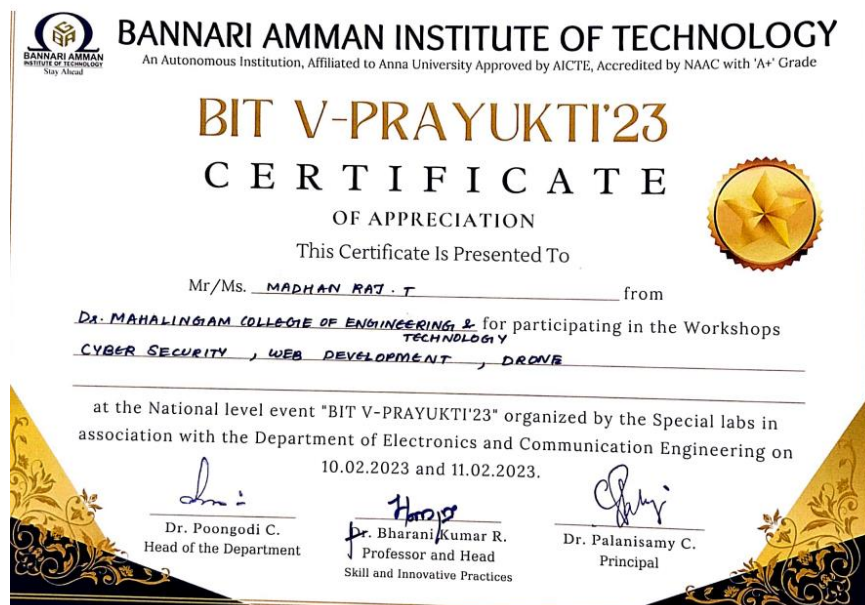 BANNARI AMMAN
INSTITUTE OF TECHNOLOGY
Stay Ahead
BANNARI AMMAN INSTITUTE OF TECHNOLOGY
An Autonomous Institution, Affiliated to Anna University Approved by AICTE, Accredited by NAAC with 'A+' Grade
BIT V-PRAYUKTI'23
CERTIFICATE
OF APPRECIATION
This Certificate Is Presented To
Mr/Ms. MADHAN RAJ. T from
Dr. MAHALINGAM COLLEGE OF ENGINEERING & TECHNOLOGY for participating in the Workshops
CYBER SECURITY , WEB DEVELOPMENT , DRONE
at the National level event "BIT V-PRAYUKTI'23" organized by the Special labs in
association with the Department of Electronics and Communication Engineering on
10.02.2023 and 11.02.2023.
Dr. Poongodi C.
Head of the Department
Dr. Bharani Kumar R.
Professor and Head
Skill and Innovative Practices
Dr. Palanisamy C.
Principal